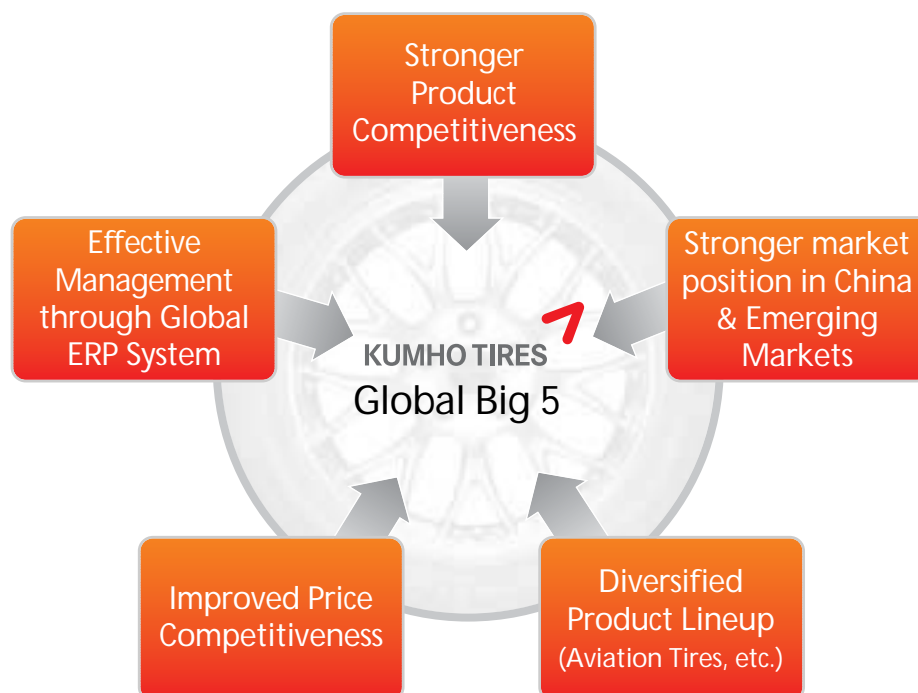 Stronger
Product
Competitiveness
Effective
Management
through Global
ERP System
Stronger market
position in China
& Emerging
Markets
KUMHO TIRES
Global Big 5
Improved Price
Competitiveness
Diversified
Product Lineup
(Aviation Tires, etc.)